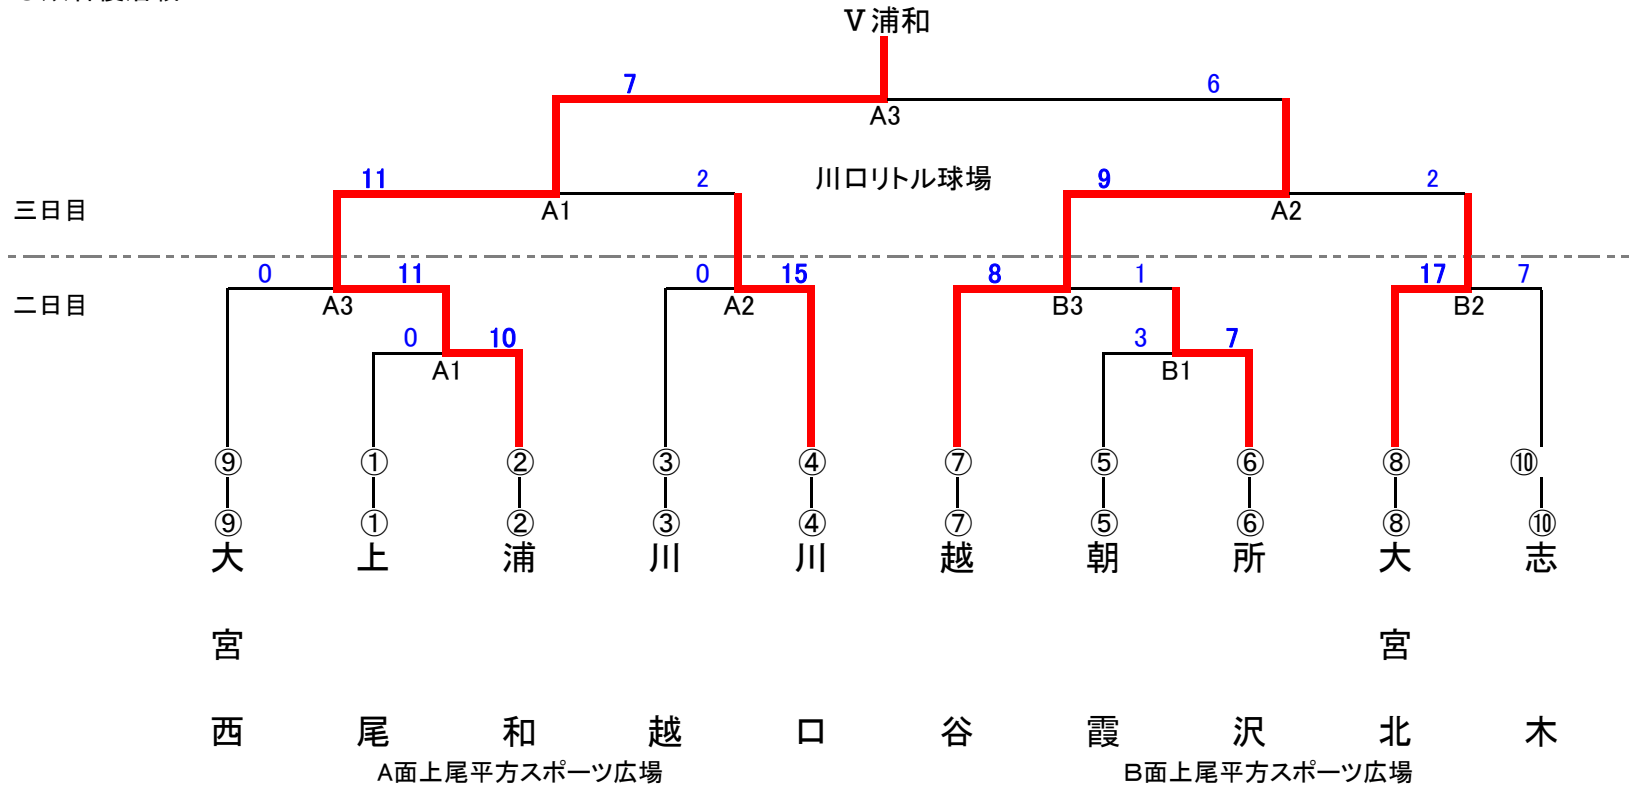 V 浦和
7 6
A3
11 2 川口リトル球場 9 2
三日目 A1 A2
0 11 0 15 8 1 17 7
二日目 A3 A2 B3 B2
0 10 3 7
A1 B1
⑨ ① ② ③ ④ ⑦ ⑤ ⑥ ⑧ ⑩
⑨ ① ② ③ ④ ⑦ ⑤ ⑥ ⑧ ⑩
大宮西 上尾 浦和 川越 川口 越谷 朝霞 所沢 大宮北 志木
A面上尾平方スポーツ広場 B面上尾平方スポーツ広場